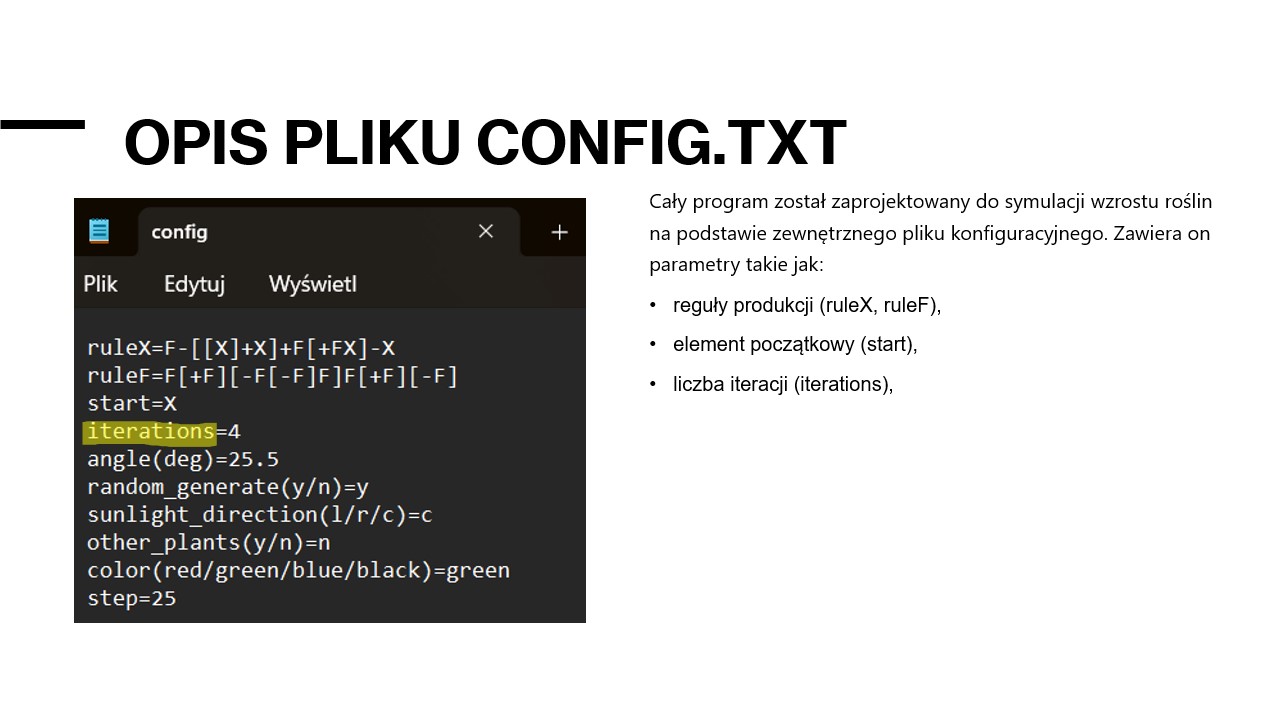 OPIS PLIKU CONFIG.TXT
config
Plik Edytuj Wyświetl
ruleX=F-[[X]+X]+F[+FX]-X
ruleF=F[+F][-F[-F]F]F[+F][-F]
start=X
iterations=4
angle(deg)=25.5
random_generate(y/n)=y
sunlight_direction(l/r/c)=c
other_plants(y/n)=n
color(red/green/blue/black)=green
step=25
Cały program został zaprojektowany do symulacji wzrostu roślin
na podstawie zewnętrznego pliku konfiguracyjnego. Zawiera on
parametry takie jak:
• reguły produkcji (ruleX, ruleF),
• element początkowy (start),
• liczba iteracji (iterations),